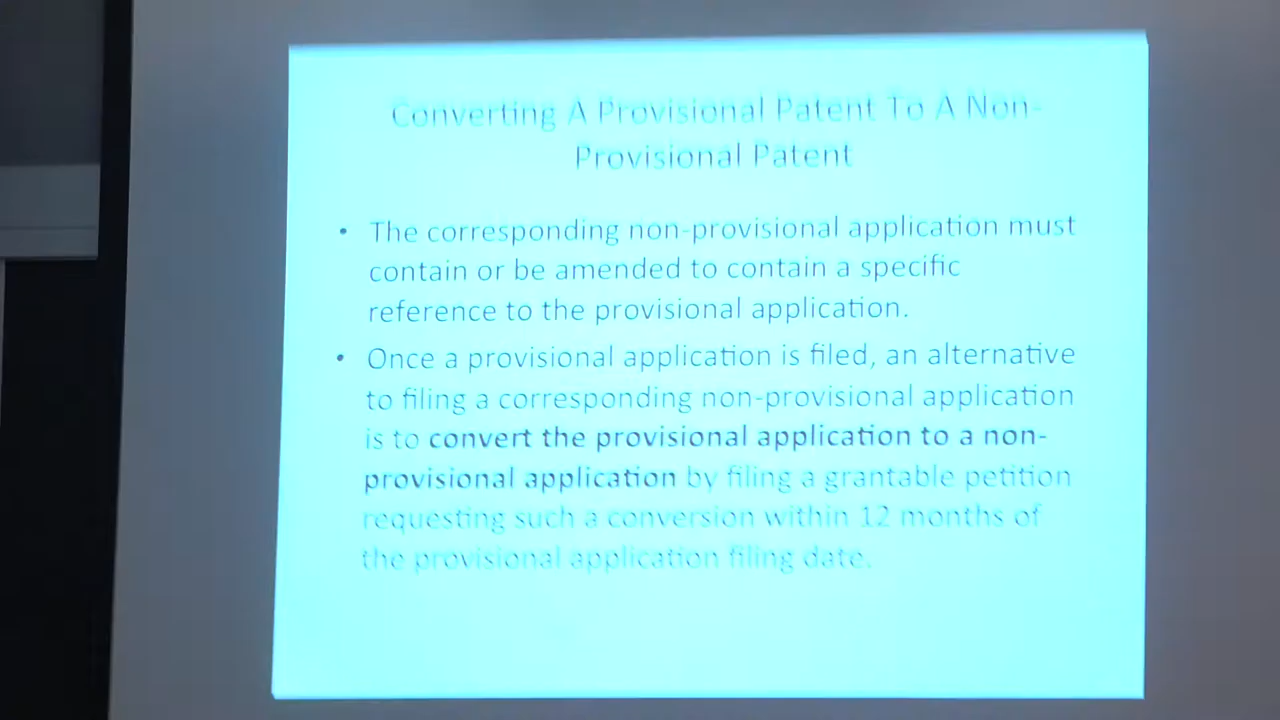 Converting A Provisional Patent To A Non-
Provisional Patent
• The corresponding non-provisional application must
contain or be amended to contain a specific
reference to the provisional application.
• Once a provisional application is filed, an alternative
to filing a corresponding non-provisional application
is to convert the provisional application to a non-
provisional application by filing a grantable petition
requesting such a conversion within 12 months of
the provisional application filing date.